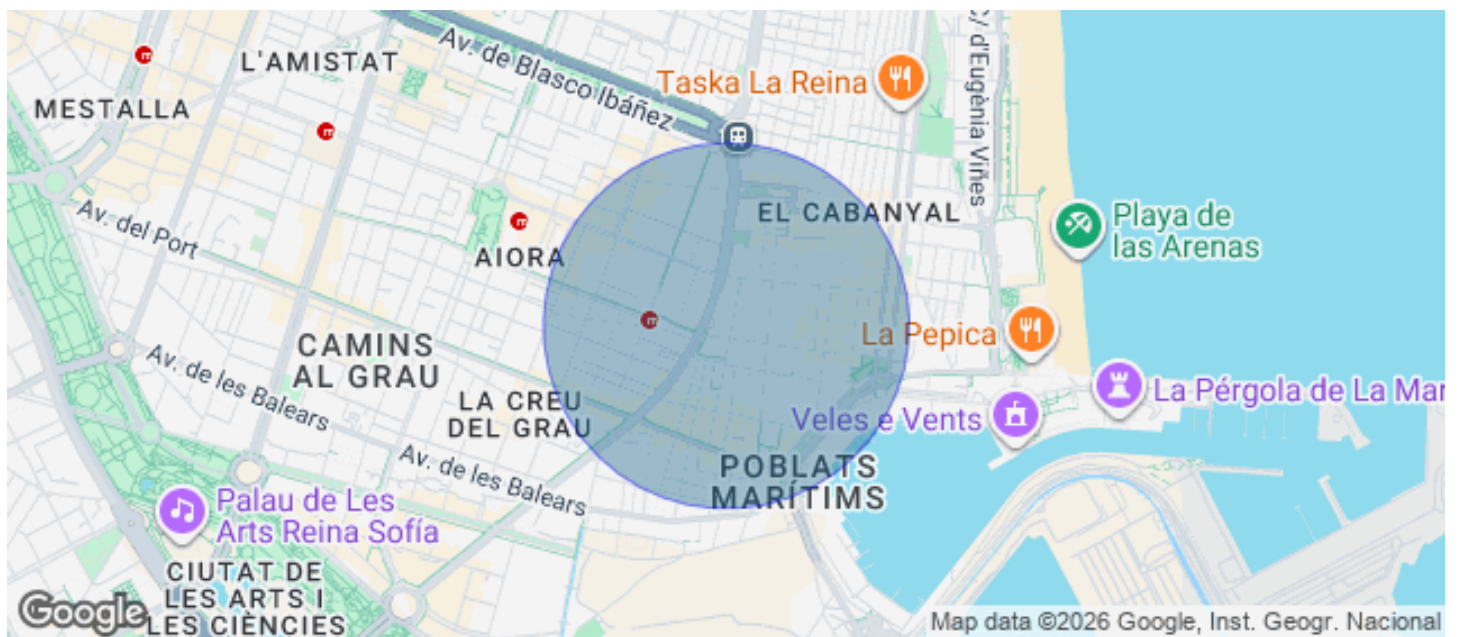 L'AMISTAT
MESTALLA
Av. de Blasco Ibáñez
Taska La Reina
C/ d'Eugènia Viñes
Av. del Port
AIORA
EL CABANYAL
Playa de
las Arenas
CAMINS
AL GRAU
La Pepica
Av. de les Balears
LA CREU
DEL GRAU
Veles e Vents
La Pérgola de La Mar
Av. de les Balears
POBLATS
MARÍTIMS
Palau de Les
Arts Reina Sofía
CIUTAT DE
LES ARTS I
LES CIÈNCIES
Google
Map data ©2026 Google, Inst. Geogr. Nacional